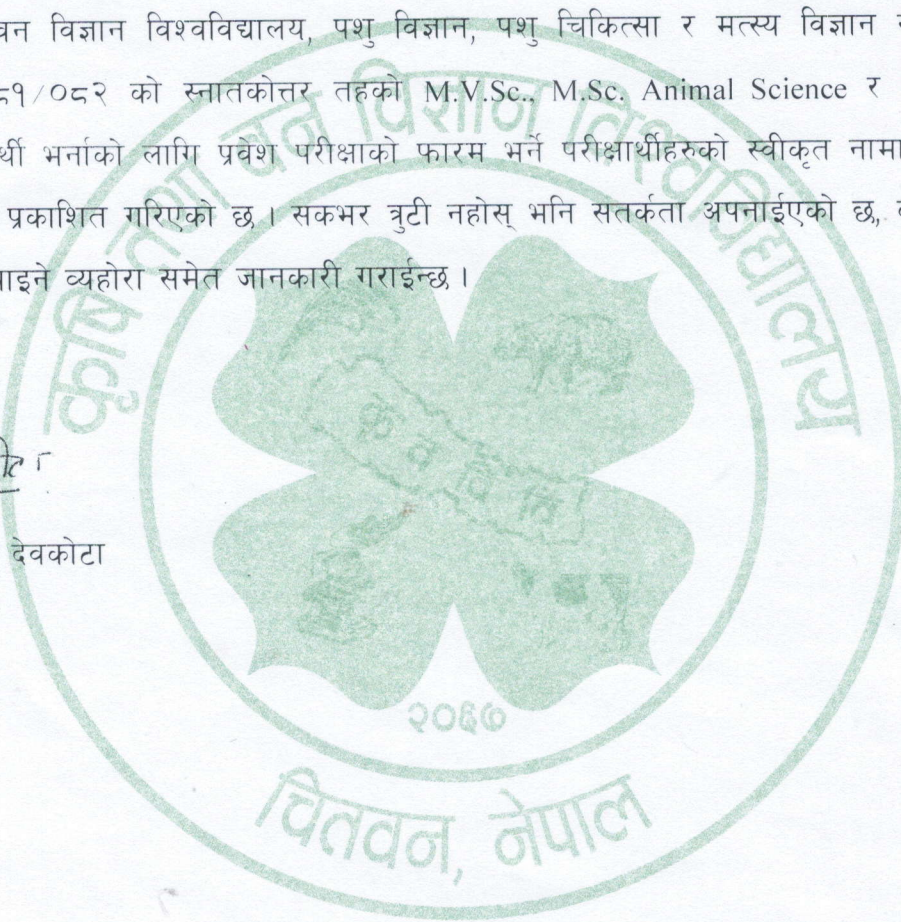 वन विज्ञान विश्वविद्यालय, पशु विज्ञान, पशु चिकित्सा र मत्स्य विज्ञान
८१/०८२ को स्नातकोत्तर तहको M.V.Sc., M.Sc. Animal Science र
र्थी भर्नाको लागि प्रवेश परीक्षाको फारम भर्ने परीक्षार्थीहरुको स्वीकृत नामा
प्रकाशित गरिएको छ । सकभर त्रुटी नहोस् भनि सतर्कता अपनाईएको छ,
ाइने व्यहोरा समेत जानकारी गराईन्छ ।
देवकोटा
कृषि तथा वन विज्ञान विश्वविद्यालय
कृ व वि वि
२०६७
चितवन, नेपाल